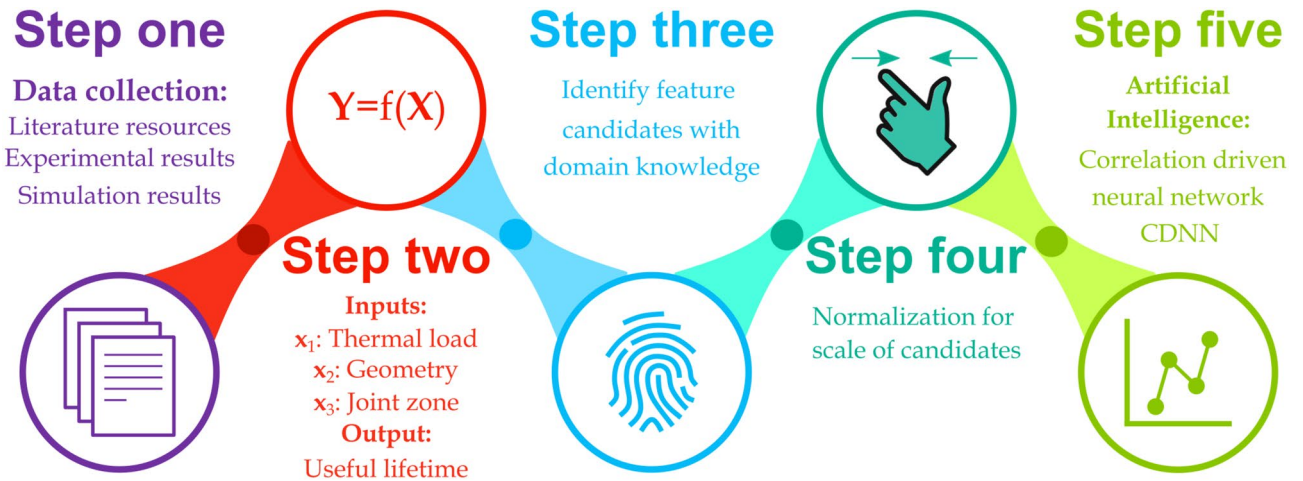 Step one
Data collection:
Literature resources
Experimental results
Simulation results
Y=f(X)
Step two
Inputs:
x₁: Thermal load
x₂: Geometry
x₃: Joint zone
Output:
Useful lifetime
Step three
Identify feature
candidates with
domain knowledge
Step four
Normalization for
scale of candidates
Step five
Artificial
Intelligence:
Correlation driven
neural network
CDNN